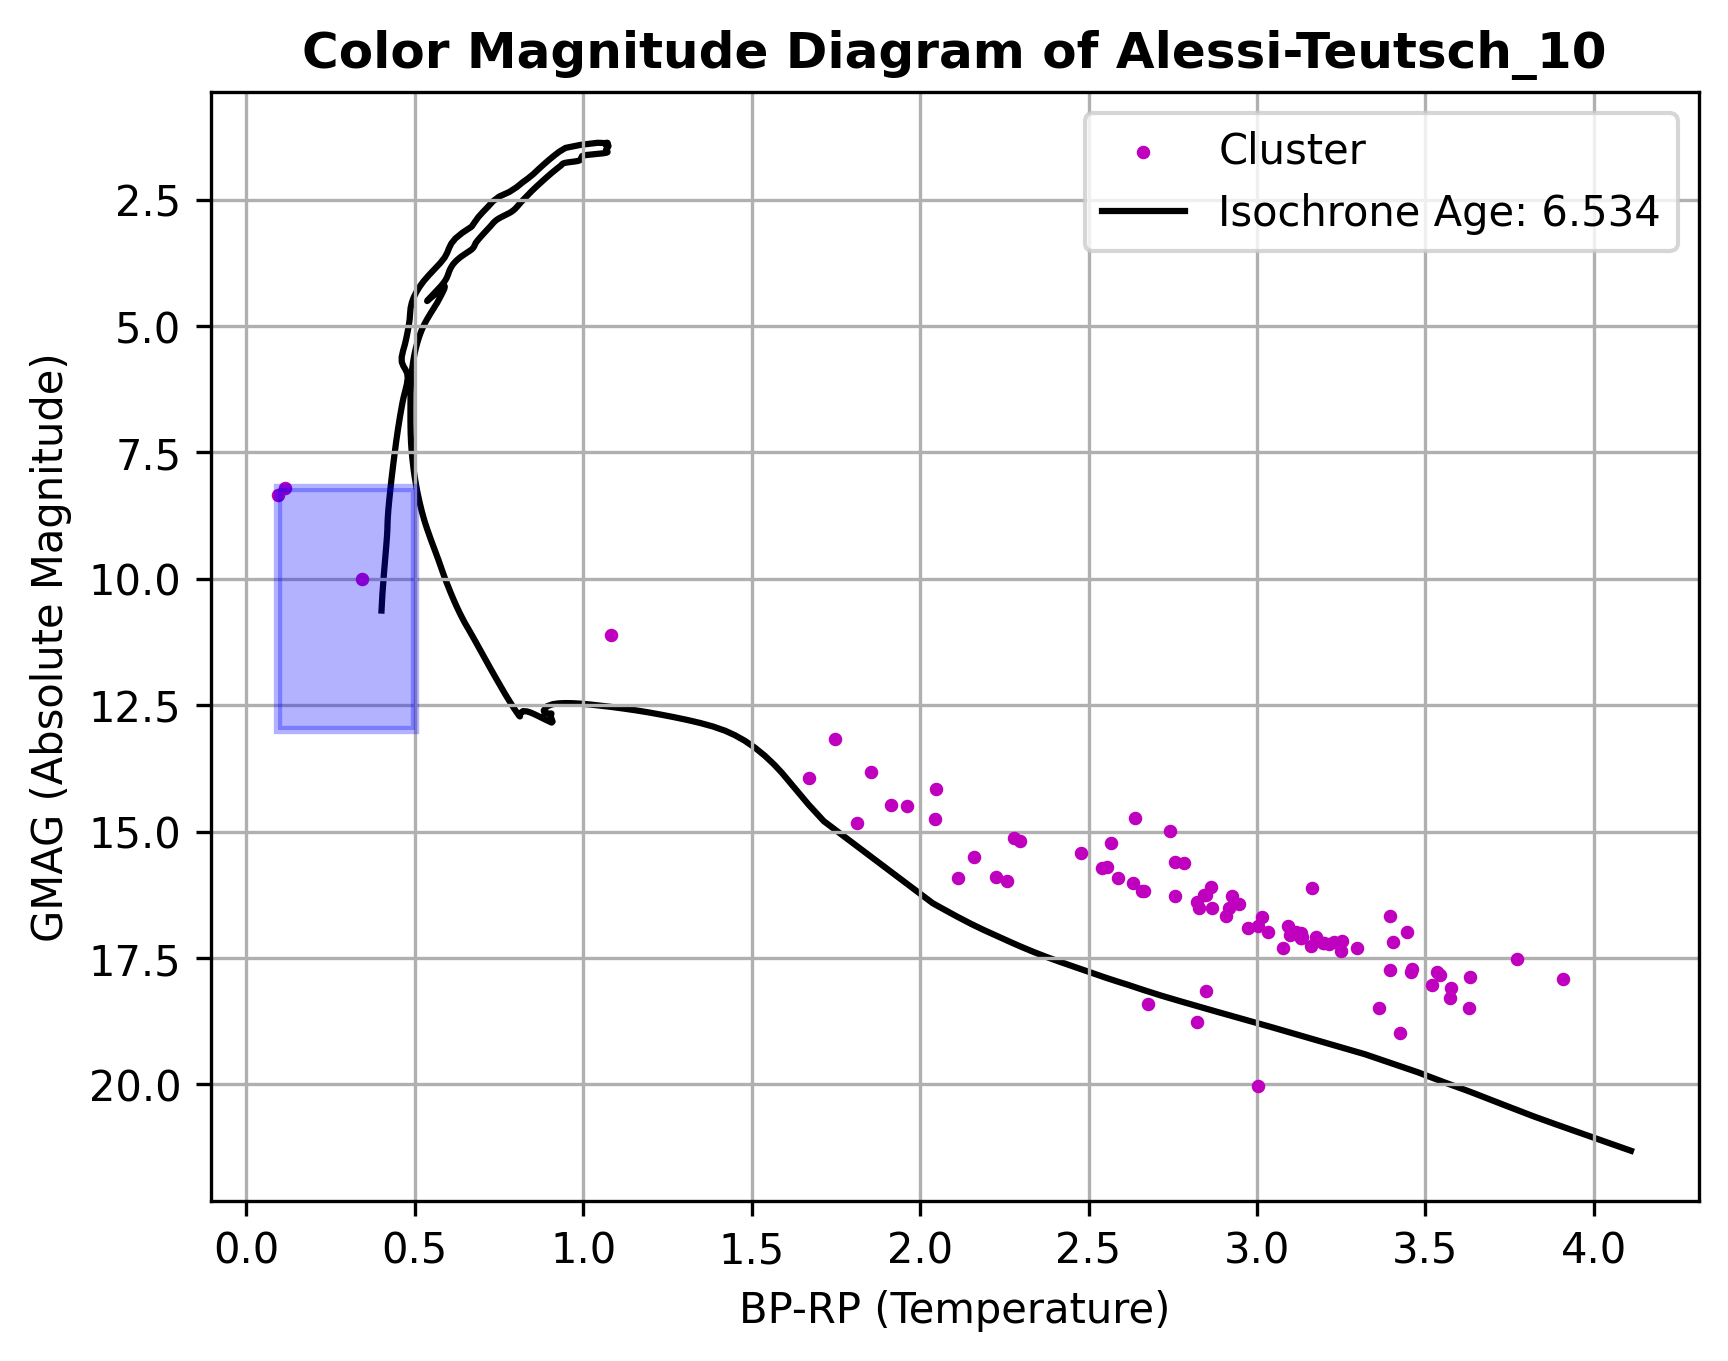 Color Magnitude Diagram of Alessi-Teutsch_10
Cluster
Isochrone Age: 6.534
GMAG (Absolute Magnitude)
2.5
5.0
7.5
10.0
12.5
15.0
17.5
20.0
0.0 0.5 1.0 1.5 2.0 2.5 3.0 3.5 4.0
BP-RP (Temperature)